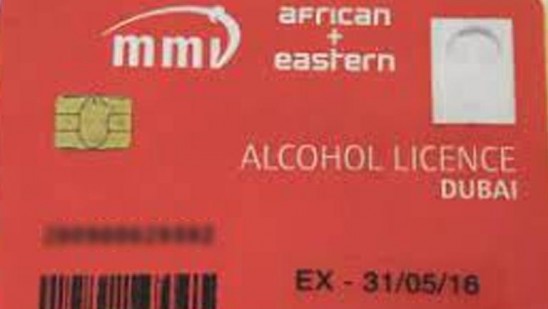 mmi
african
+
eastern
ALCOHOL LICENCE
DUBAI
EX - 31/05/16